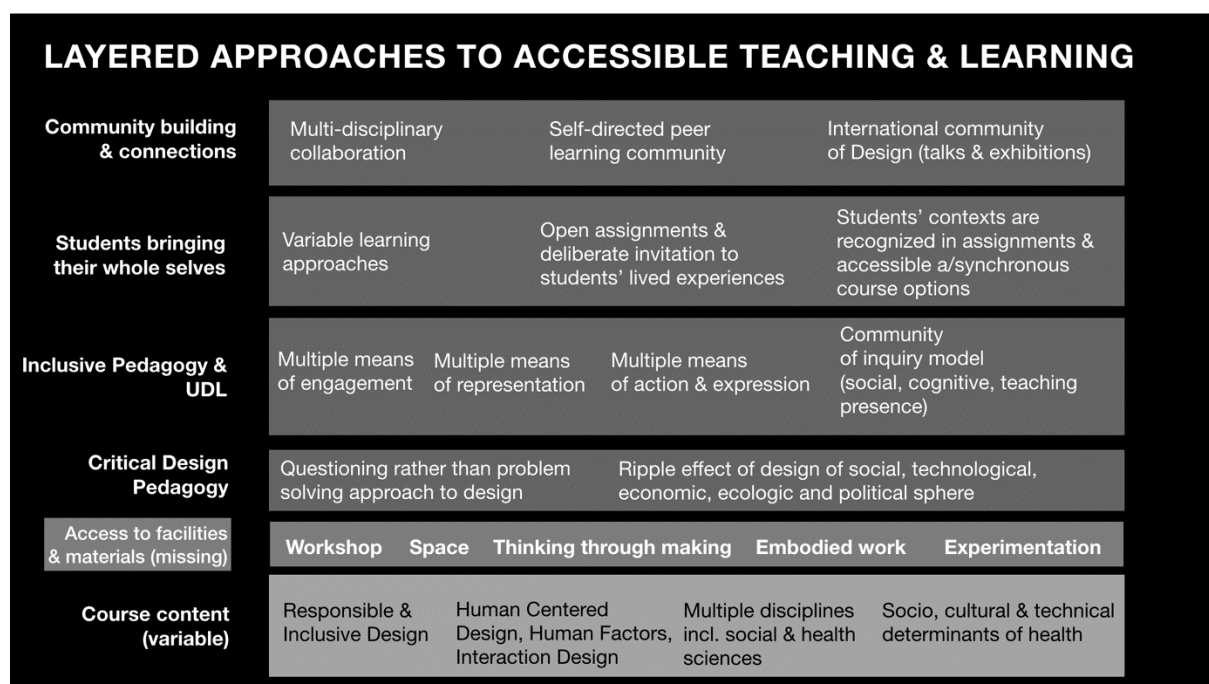 LAYERED APPROACHES TO ACCESSIBLE TEACHING & LEARNING
Community building
& connections
Multi-disciplinary
collaboration
Self-directed peer
learning community
International community
of Design (talks & exhibitions)
Students bringing
their whole selves
Variable learning
approaches
Open assignments &
deliberate invitation to
students’ lived experiences
Students’ contexts are
recognized in assignments &
accessible a/synchronous
course options
Inclusive Pedagogy &
UDL
Multiple means
of engagement
Multiple means
of representation
Multiple means
of action & expression
Community
of inquiry model
(social, cognitive, teaching
presence)
Critical Design
Pedagogy
Questioning rather than problem
solving approach to design
Ripple effect of design of social, technological,
economic, ecologic and political sphere
Access to facilities
& materials (missing)
Workshop
Space
Thinking through making
Embodied work
Experimentation
Course content
(variable)
Responsible &
Inclusive Design
Human Centered
Design, Human Factors,
Interaction Design
Multiple disciplines
incl. social & health
sciences
Socio, cultural & technical
determinants of health